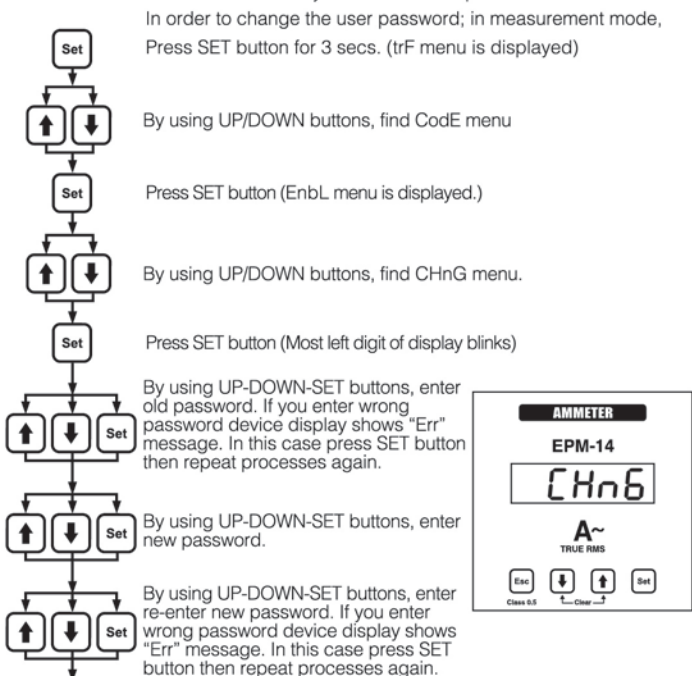 In order to change the user password; in measurement mode,
Set
Press SET button for 3 secs. (trF menu is displayed)
By using UP/DOWN buttons, find CodE menu
Set
Press SET button (EnbL menu is displayed.)
By using UP/DOWN buttons, find CHnG menu.
Set
Press SET button (Most left digit of display blinks)
By using UP-DOWN-SET buttons, enter
old password. If you enter wrong
password device display shows "Err"
message. In this case press SET button
then repeat processes again.
Set
By using UP-DOWN-SET buttons, enter
new password.
Set
By using UP-DOWN-SET buttons, enter
re-enter new password. If you enter
wrong password device display shows
"Err" message. In this case press SET
button then repeat processes again.
Set
AMMETER
EPM-14
CHnG
A~
TRUE RMS
Esc
Set
Class 0.5
Clear